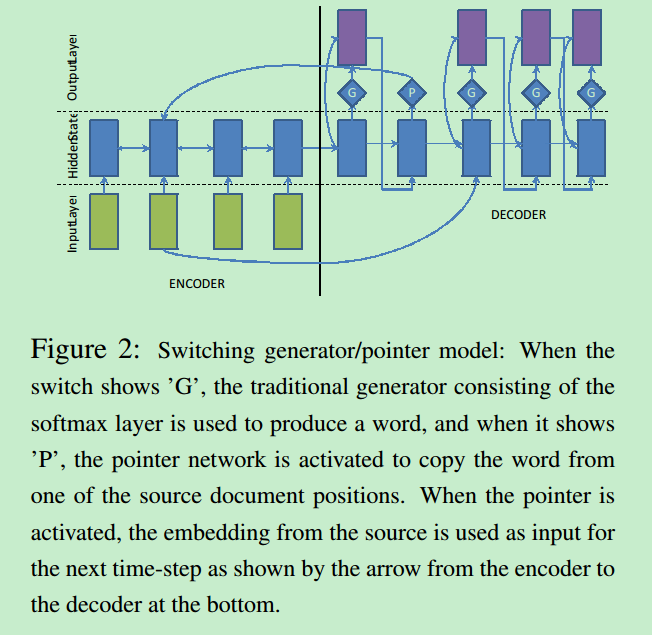 OutputLayer
HiddenState
InputLayer
G
P
G
G
G
DECODER
ENCODER
Figure 2: Switching generator/pointer model: When the
switch shows ’G’, the traditional generator consisting of the
softmax layer is used to produce a word, and when it shows
’P’, the pointer network is activated to copy the word from
one of the source document positions. When the pointer is
activated, the embedding from the source is used as input for
the next time-step as shown by the arrow from the encoder to
the decoder at the bottom.